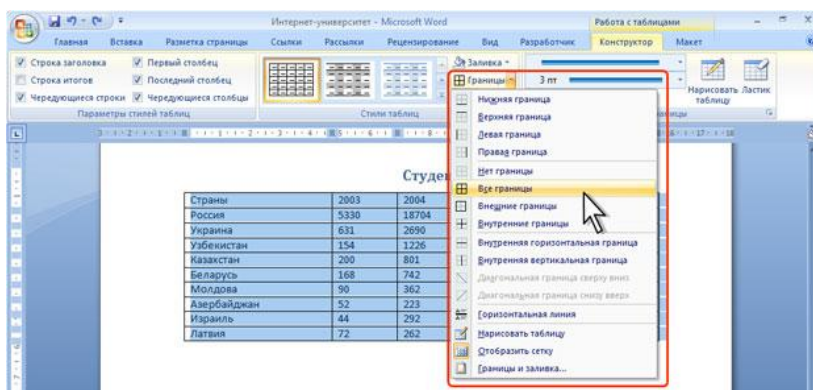 Интернет-университет - Microsoft Word
Работа с таблицами
Главная Вставка Разметка страницы Ссылки Рассылки Рецензирование Вид Разработчик Конструктор Макет
Строка заголовка Первый столбец
Строка итогов Последний столбец
Чередующиеся строки Чередующиеся столбцы
Параметры стилей таблиц
Стили таблиц
Заливка
Границы
3 пт
Нарисовать таблицу
Ластик
Нижняя граница
Верхняя граница
Левая граница
Правая граница
Нет границы
Все границы
Внешние границы
Внутренние границы
Внутренняя горизонтальная граница
Внутренняя вертикальная граница
Диагональная граница сверху вниз
Диагональная граница снизу вверх
Горизонтальная линия
Нарисовать таблицу
Отобразить сетку
Границы и заливка...
Страны 2003 2004
Россия 5330 18704
Украина 631 2690
Узбекистан 154 1226
Казахстан 200 801
Беларусь 168 742
Молдова 90 362
Азербайджан 52 223
Израиль 44 292
Латвия 72 262